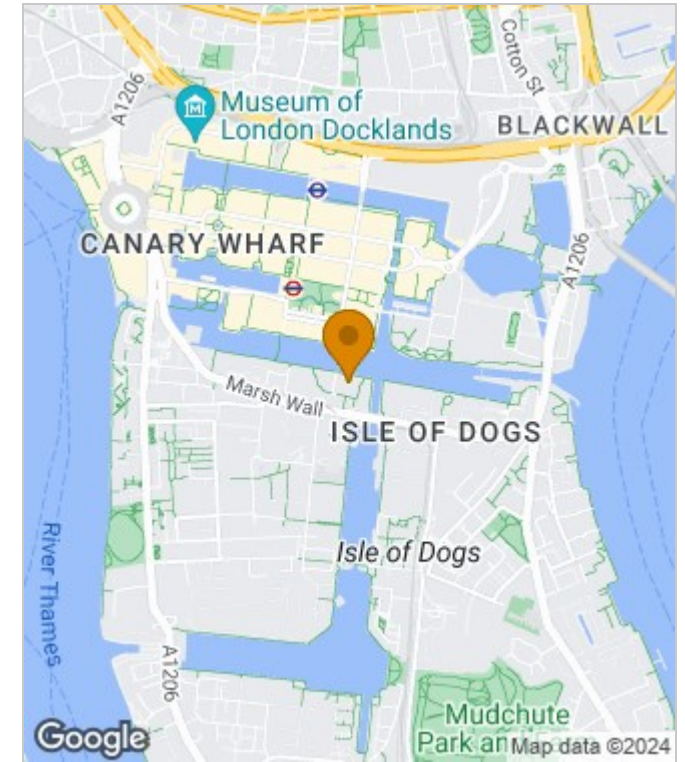 Cotton St
A1206
Museum of
London Docklands
BLACKWALL
CANARY WHARF
A1206
Marsh Wall
ISLE OF DOGS
Isle of Dogs
River Thames
A1206
Mudchute
Park an
Google
Map data ©2024